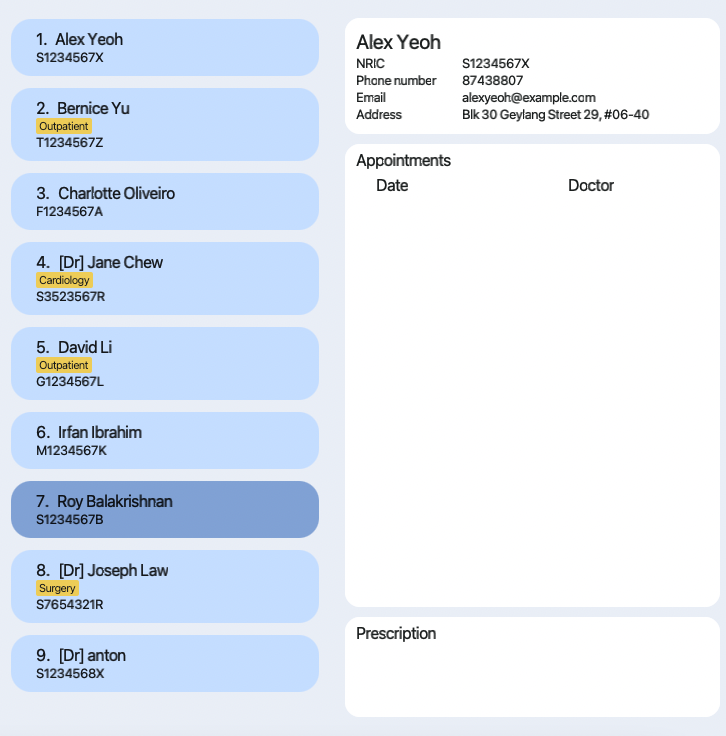 1. Alex Yeoh
S1234567X
2. Bernice Yu
Outpatient
T1234567Z
3. Charlotte Oliveiro
F1234567A
4. [Dr] Jane Chew
Cardiology
S3523567R
5. David Li
Outpatient
G1234567L
6. Irfan Ibrahim
M1234567K
7. Roy Balakrishnan
S1234567B
8. [Dr] Joseph Law
Surgery
S7654321R
9. [Dr] anton
S1234568X
Alex Yeoh
NRIC S1234567X
Phone number 87438807
Email alexyeoh@example.com
Address Blk 30 Geylang Street 29, #06-40
Appointments
Date Doctor
Prescription